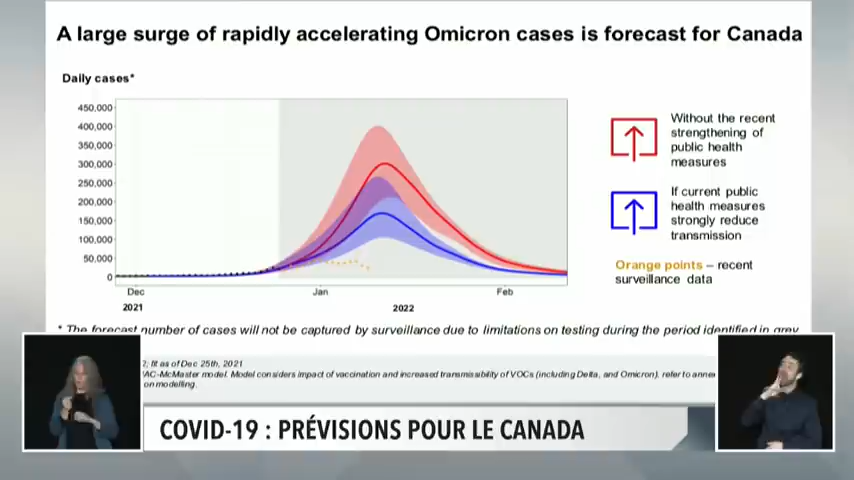 A large surge of rapidly accelerating Omicron cases is forecast for Canada
Daily cases*
450,000
400,000
350,000
300,000
250,000
200,000
150,000
100,000
50,000
0
Dec
Jan
Feb
2021
2022
Without the recent
strengthening of
public health
measures
If current public
health measures
strongly reduce
transmission
Orange points – recent
surveillance data
* The forecast number of cases will not be captured by surveillance due to limitations on testing during the period identified in grey
2; fit as of Dec 25th, 2021
AC-McMaster model. Model considers impact of vaccination and increased transmissibility of VOCs (including Delta, and Omicron). refer to annex
on modelling.
COVID-19 : PRÉVISIONS POUR LE CANADA